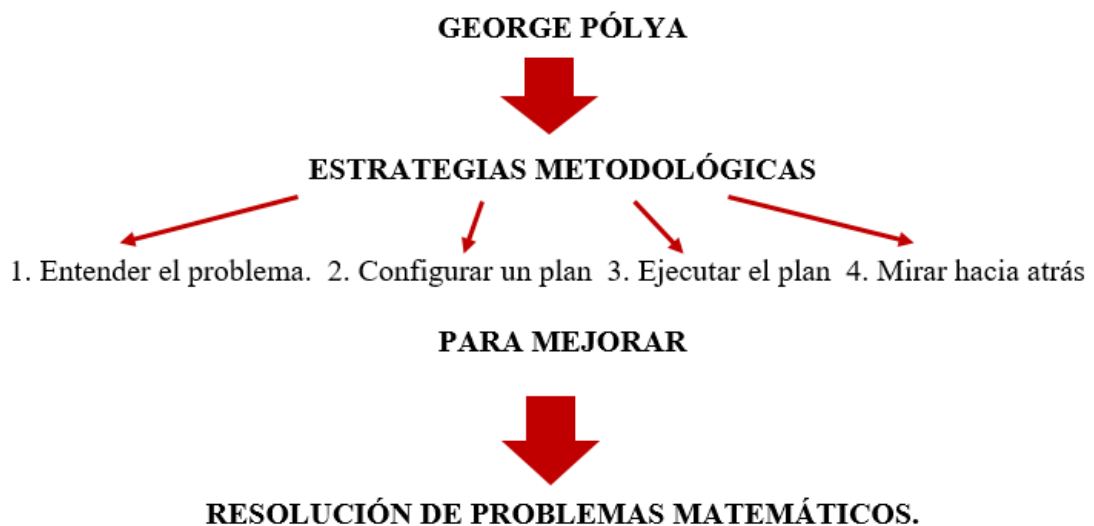 GEORGE PÓLYA
ESTRATEGIAS METODOLÓGICAS
1. Entender el problema. 2. Configurar un plan 3. Ejecutar el plan 4. Mirar hacia atrás
PARA MEJORAR
RESOLUCIÓN DE PROBLEMAS MATEMÁTICOS.